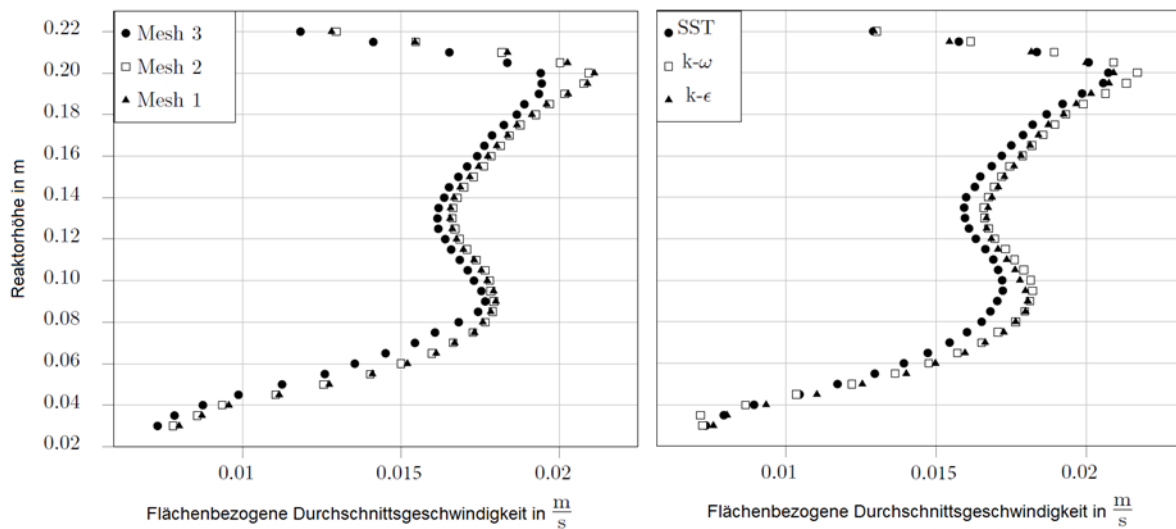 0.22
0.20
0.18
0.16
0.14
0.12
0.10
0.08
0.06
0.04
0.02
Reaktorhöhe in m
Mesh 3
Mesh 2
Mesh 1
0.01 0.015 0.02
Flächenbezogene Durchschnittsgeschwindigkeit in m/s
SST
k-ω
k-ϵ
0.01 0.015 0.02
Flächenbezogene Durchschnittsgeschwindigkeit in m/s